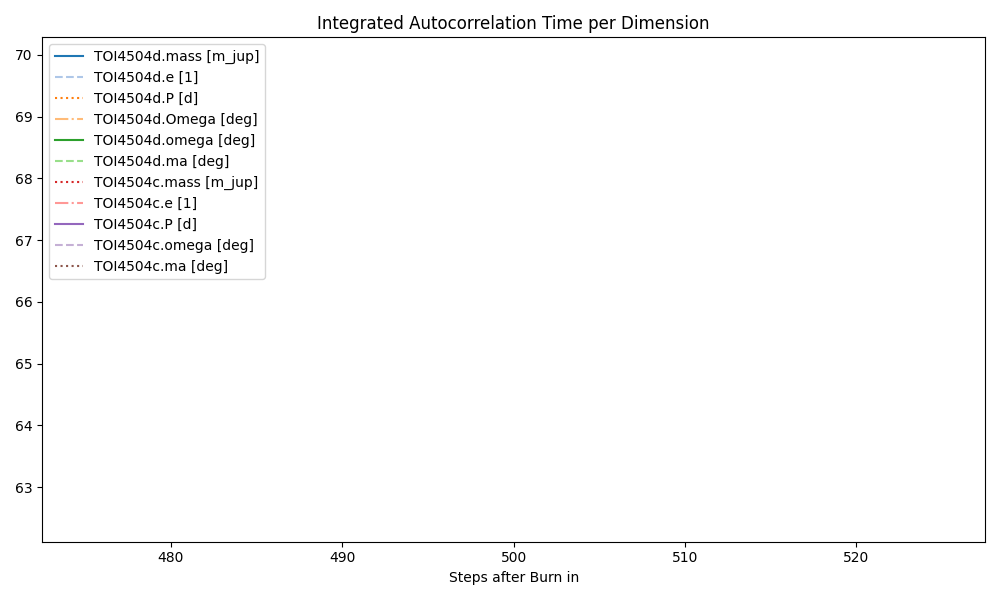 Integrated Autocorrelation Time per Dimension
70
69
68
67
66
65
64
63
TOI4504d.mass [m_jup]
TOI4504d.e [1]
TOI4504d.P [d]
TOI4504d.Omega [deg]
TOI4504d.omega [deg]
TOI4504d.ma [deg]
TOI4504c.mass [m_jup]
TOI4504c.e [1]
TOI4504c.P [d]
TOI4504c.omega [deg]
TOI4504c.ma [deg]
480 490 500 510 520
Steps after Burn in